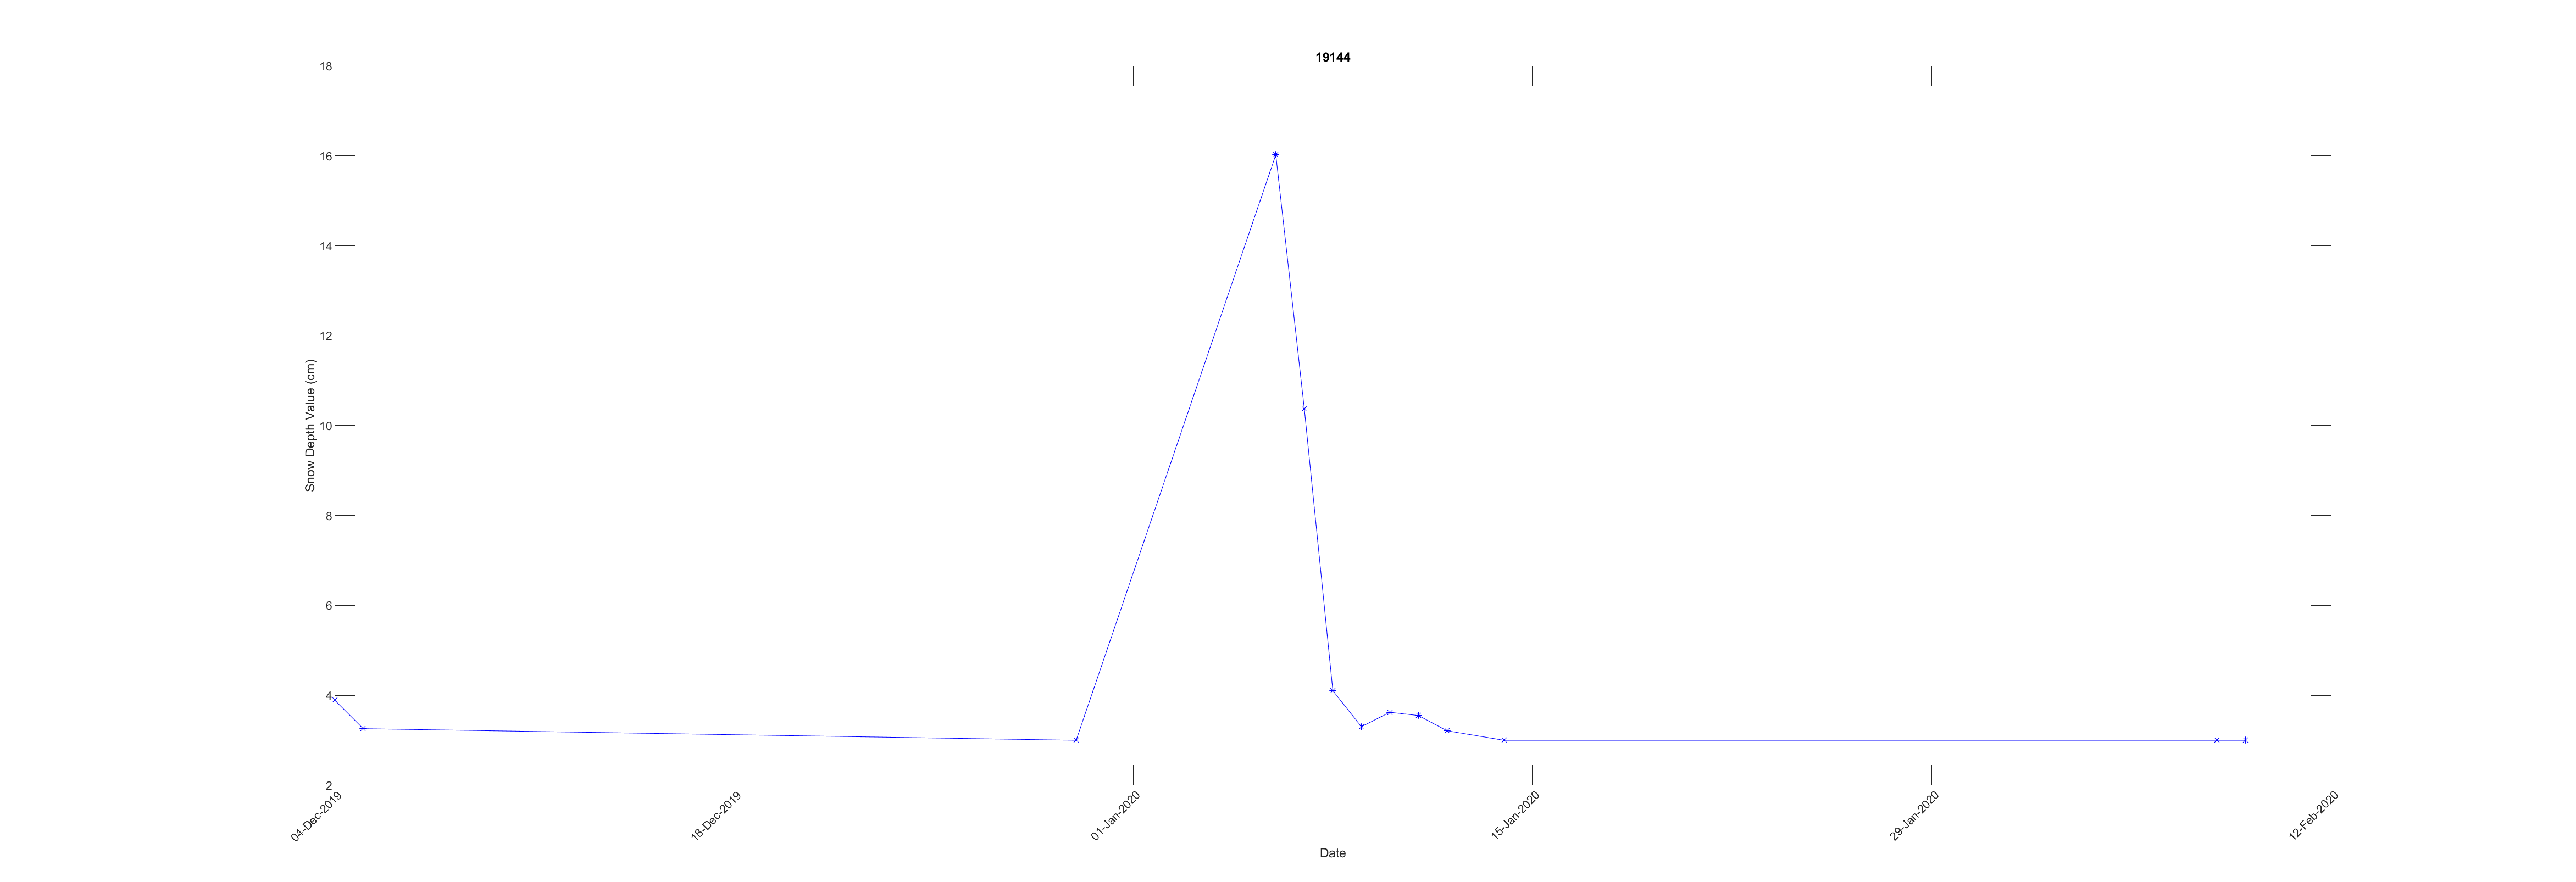 19144
18
16
14
12
10
8
6
4
2
Snow Depth Value (cm)
04-Dec-2019
18-Dec-2019
01-Jan-2020
15-Jan-2020
29-Jan-2020
12-Feb-2020
Date